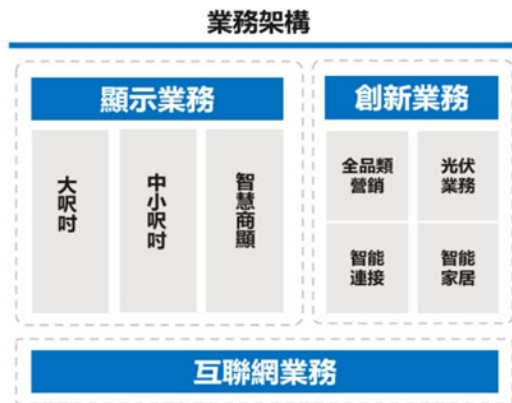 業務架構
顯示業務
大呎吋
中小呎吋
智慧商顯
創新業務
全品類
營銷
光伏
業務
智能
連接
智能
家居
互聯網業務